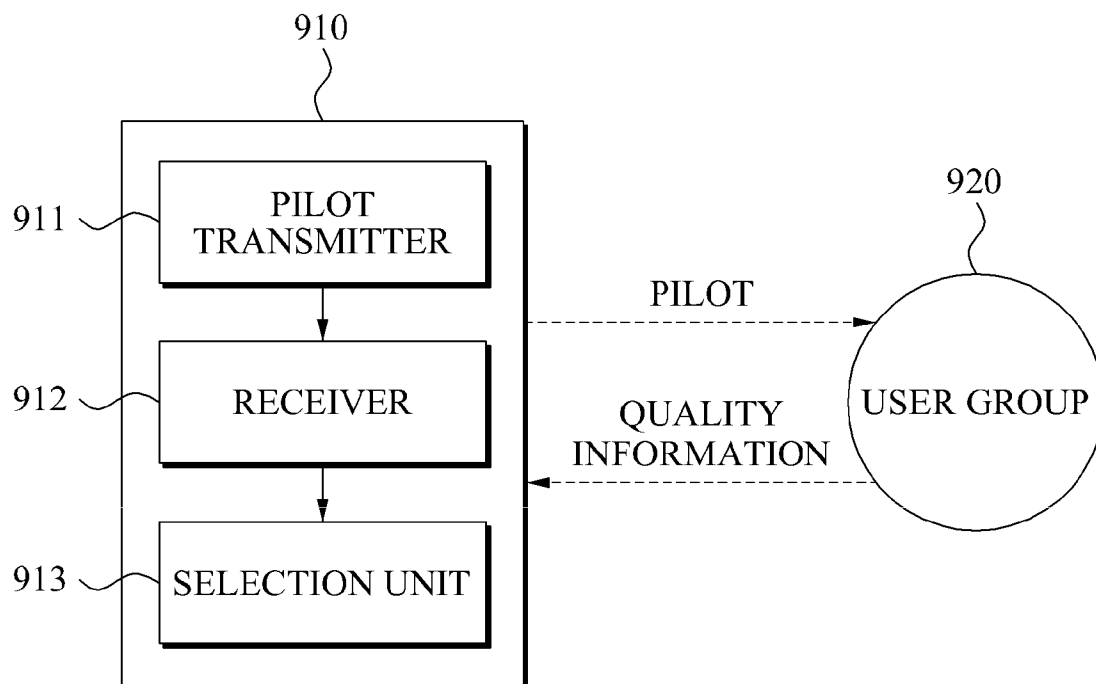 910
911
PILOT
TRANSMITTER
912
RECEIVER
913
SELECTION UNIT
PILOT
QUALITY
INFORMATION
920
USER GROUP